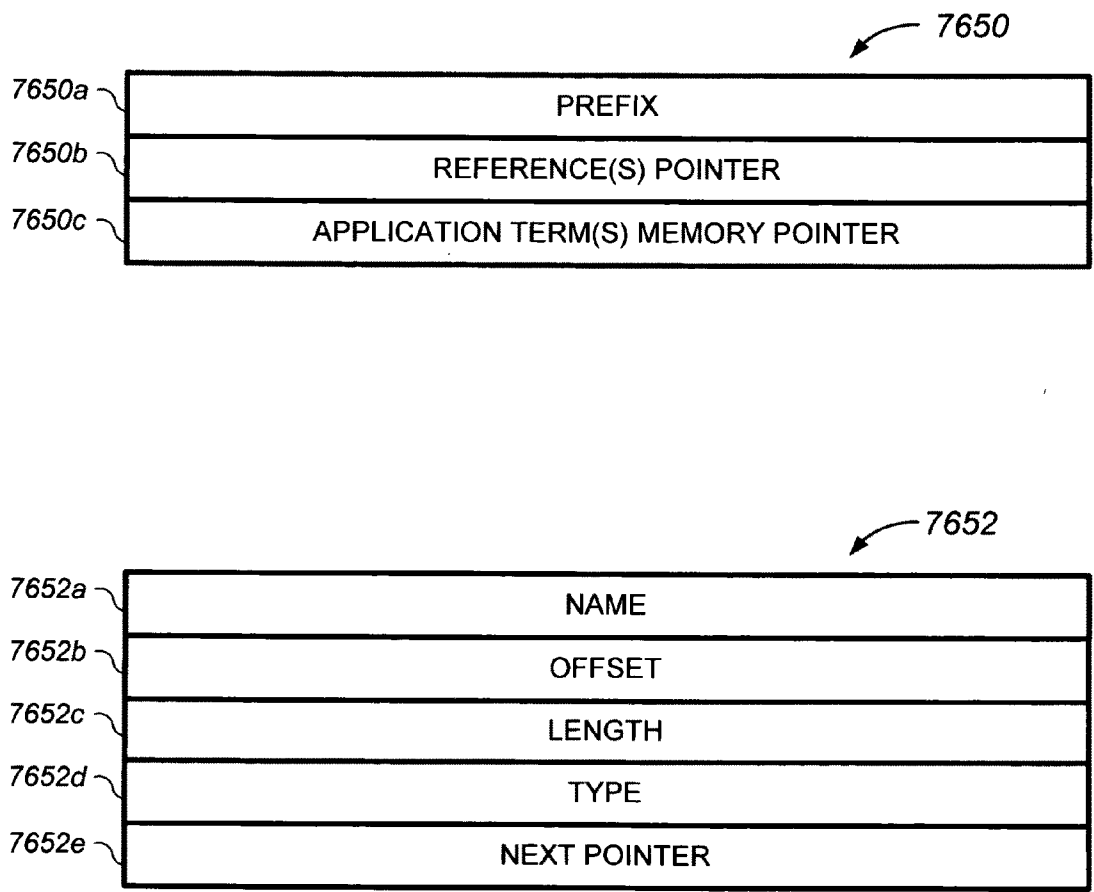 7650
7650a
PREFIX
7650b
REFERENCE(S) POINTER
7650c
APPLICATION TERM(S) MEMORY POINTER
7652
7652a
NAME
7652b
OFFSET
7652c
LENGTH
7652d
TYPE
7652e
NEXT POINTER